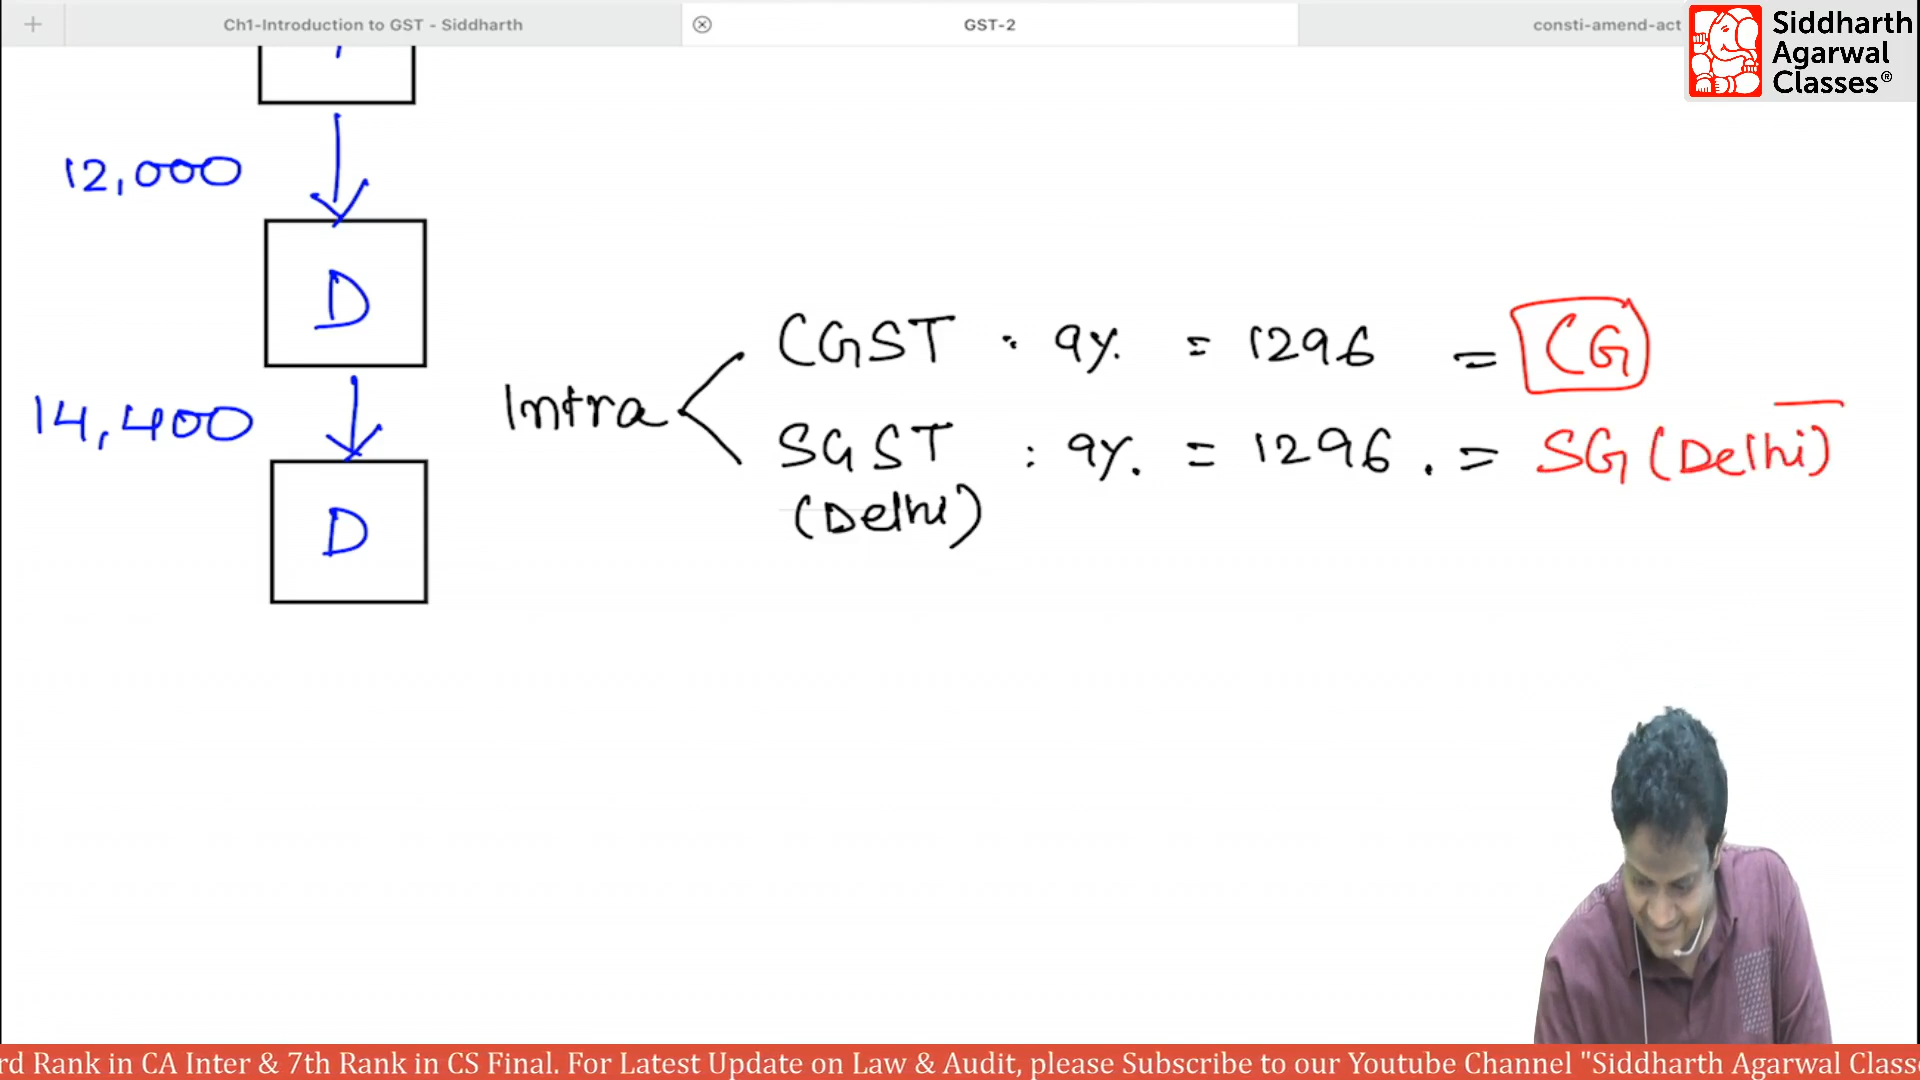 Ch1-Introduction to GST - Siddharth
GST-2
consti-amend-act
Siddharth
Agarwal
Classes®
12,000
D
14,400
D
Intra
CGST : 9%. = 1296 = CG
SGST : 9%. = 1296. = SG (Delhi)
(Delhi)
rd Rank in CA Inter & 7th Rank in CS Final. For Latest Update on Law & Audit, please Subscribe to our Youtube Channel "Siddharth Agarwal Class